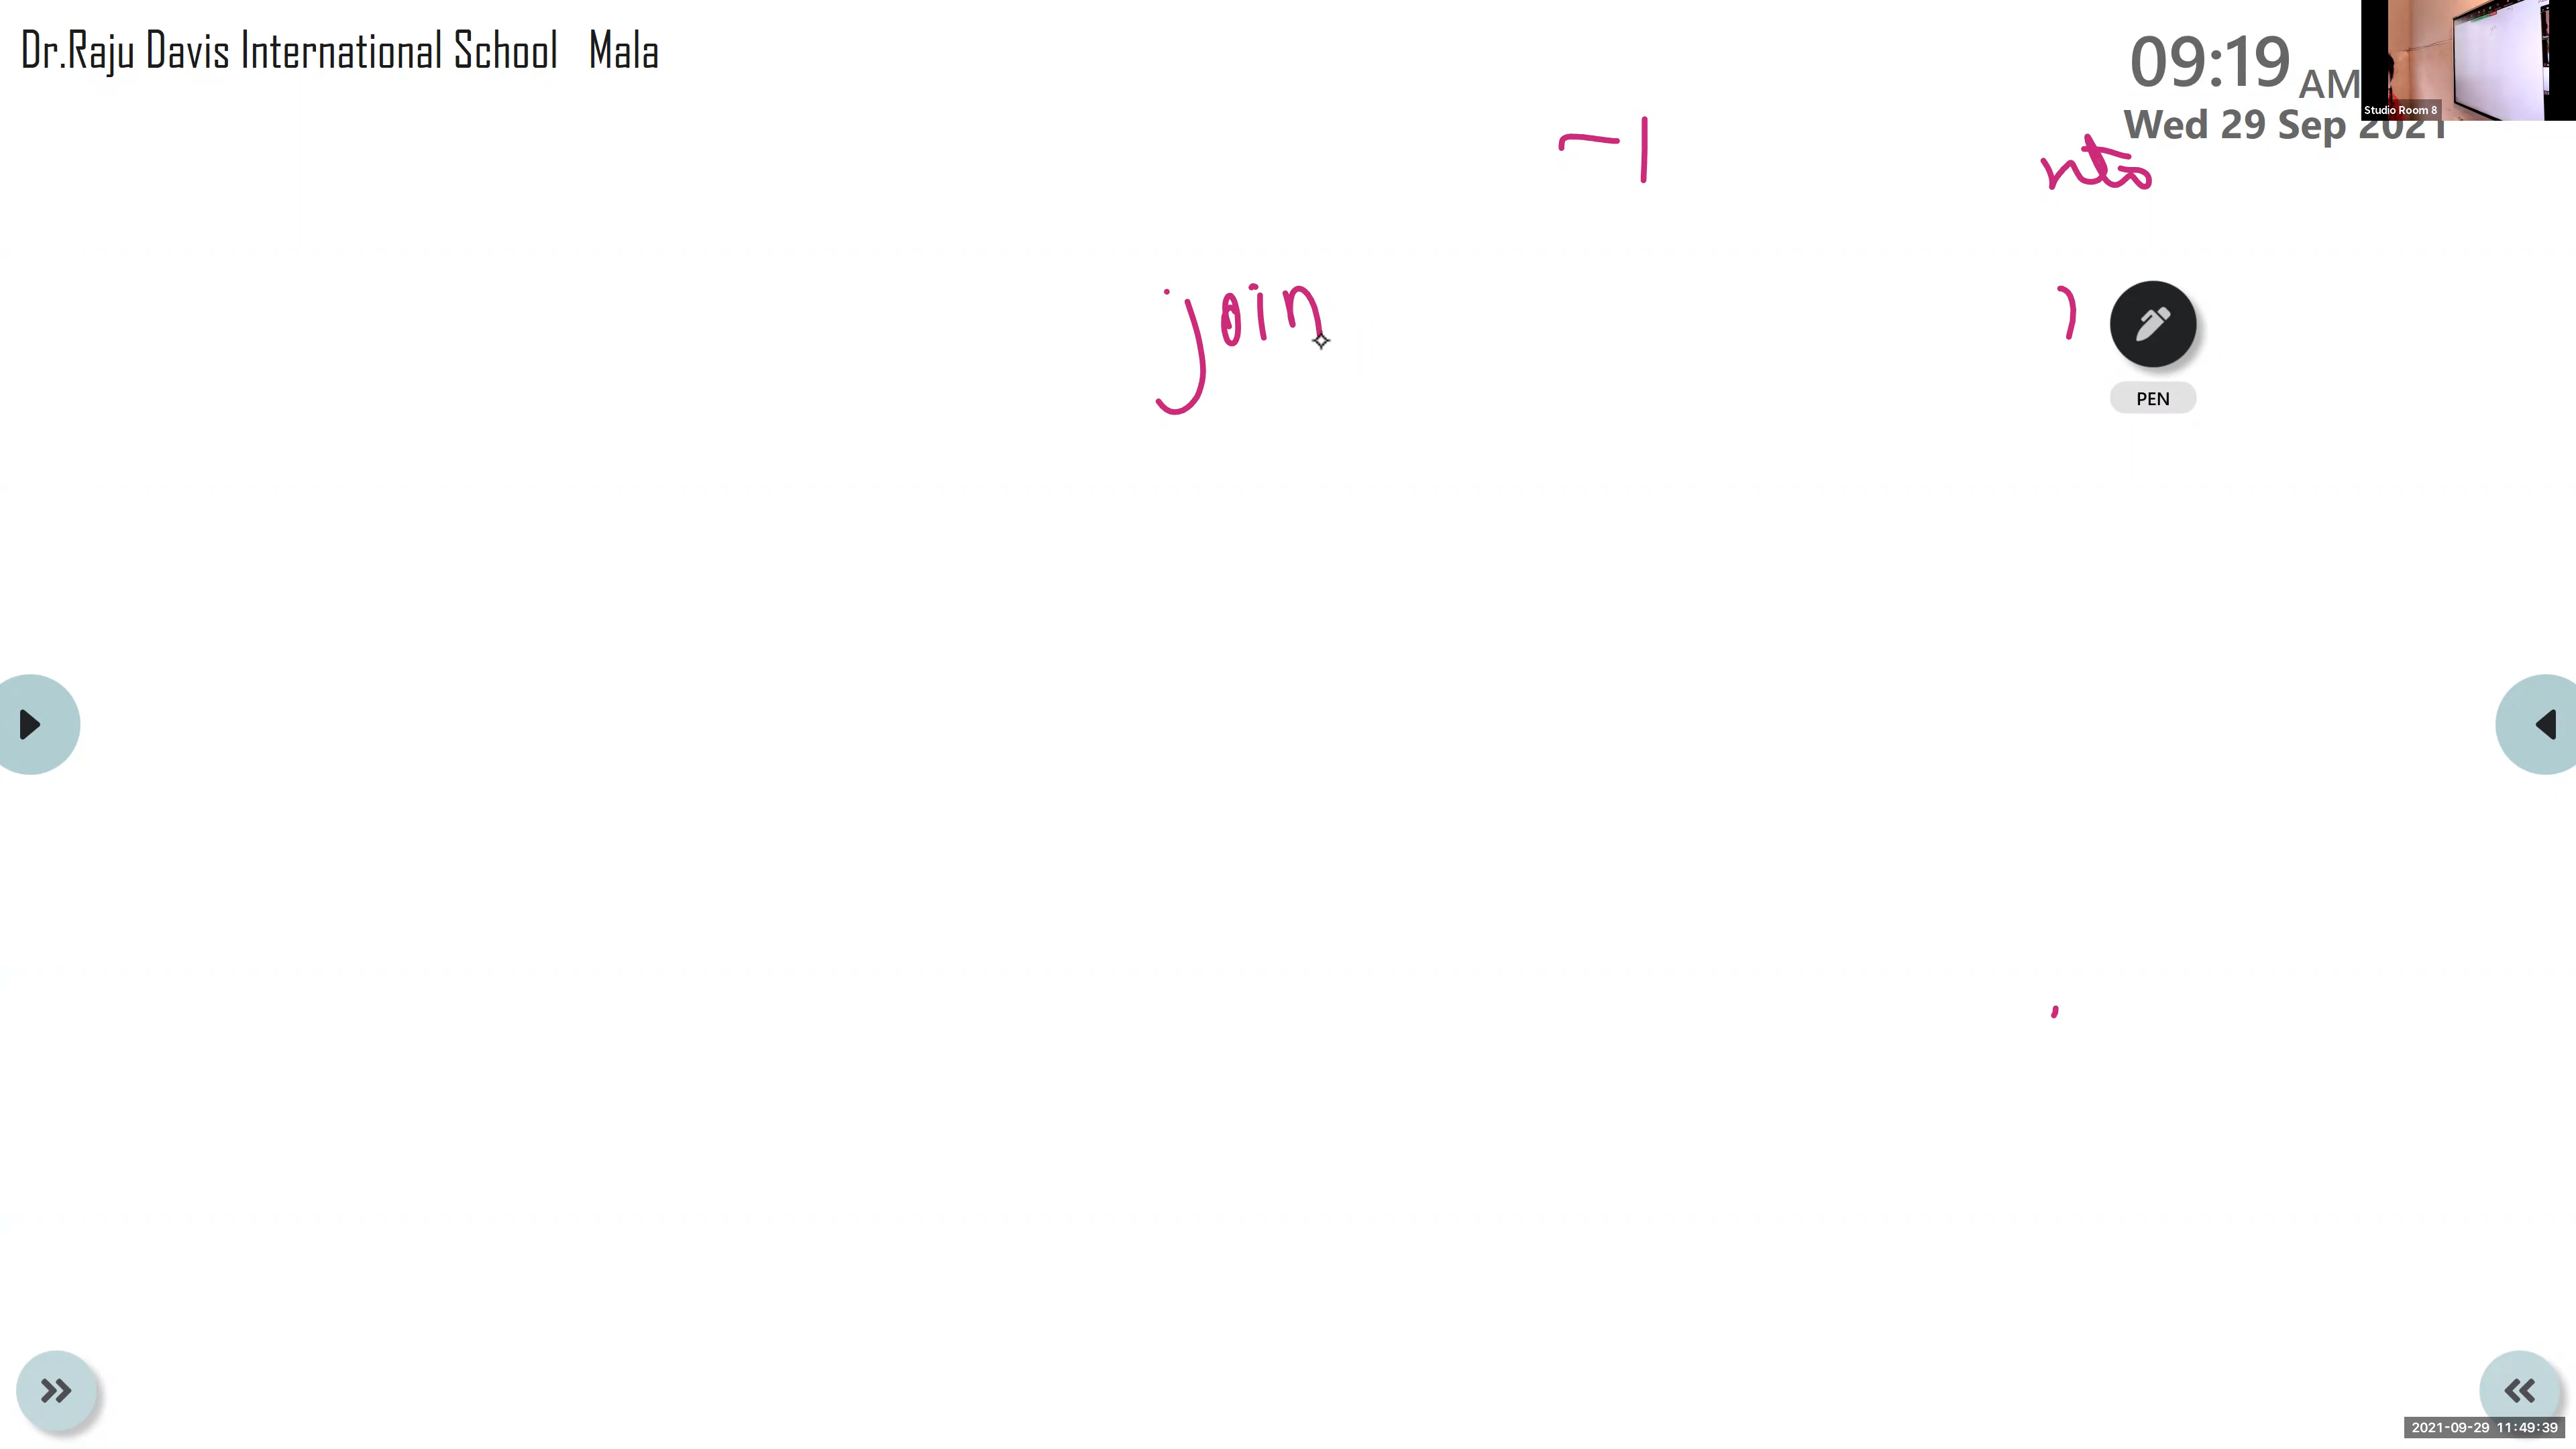 Dr.Raju Davis International School Mala
09:19 AM
Wed 29 Sep 2021
Studio Room 8
join
PEN
2021-09-29 11:49:39